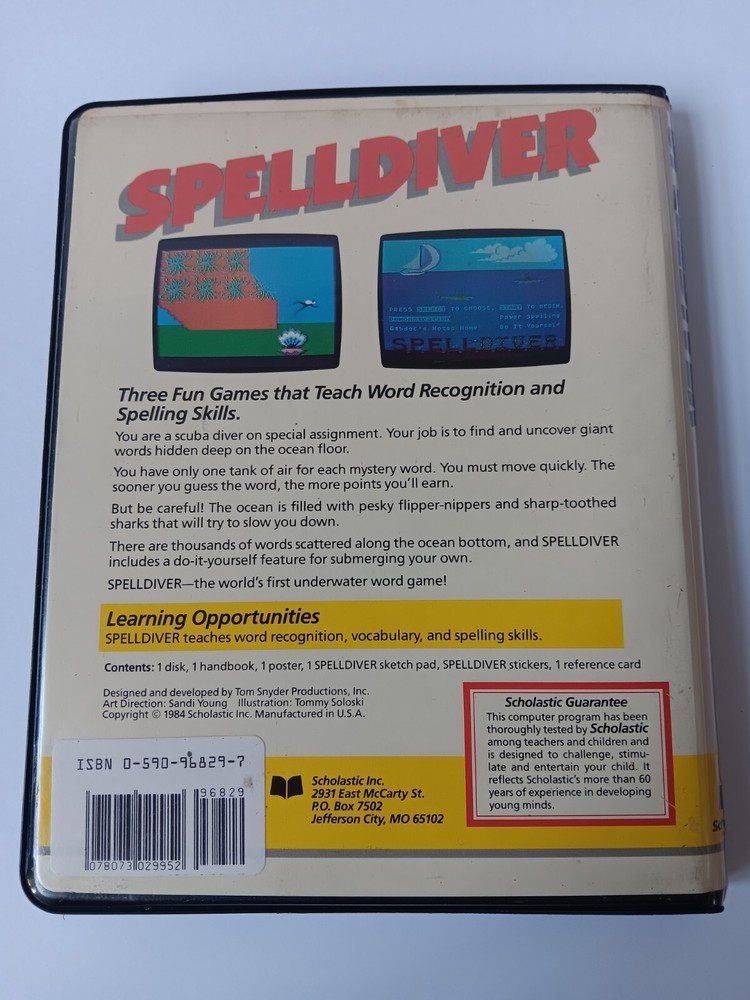 SPELLDIVER™
PRESS SELECT TO CHOOSE, START TO BEGIN
Power Spelling
Do It Yourself
SPELLDIVER
Three Fun Games that Teach Word Recognition and
Spelling Skills.
You are a scuba diver on special assignment. Your job is to find and uncover giant
words hidden deep on the ocean floor.
You have only one tank of air for each mystery word. You must move quickly. The
sooner you guess the word, the more points you'll earn.
But be careful! The ocean is filled with pesky flipper-nippers and sharp-toothed
sharks that will try to slow you down.
There are thousands of words scattered along the ocean bottom, and SPELLDIVER
includes a do-it-yourself feature for submerging your own.
SPELLDIVER—the world's first underwater word game!
Learning Opportunities
SPELLDIVER teaches word recognition, vocabulary, and spelling skills.
Contents: 1 disk, 1 handbook, 1 poster, 1 SPELLDIVER sketch pad, SPELLDIVER stickers, 1 reference card
Designed and developed by Tom Snyder Productions, Inc.
Art Direction: Sandi Young Illustration: Tommy Soloski
Copyright © 1984 Scholastic Inc. Manufactured in U.S.A.
Scholastic Guarantee
This computer program has been
thoroughly tested by Scholastic
among teachers and children and
is designed to challenge, stimu-
late and entertain your child. It
reflects Scholastic's more than 60
years of experience in developing
young minds.
ISBN 0-590-96829-7
96829
078073 029952
Scholastic Inc.
2931 East McCarty St.
P.O. Box 7502
Jefferson City, MO 65102